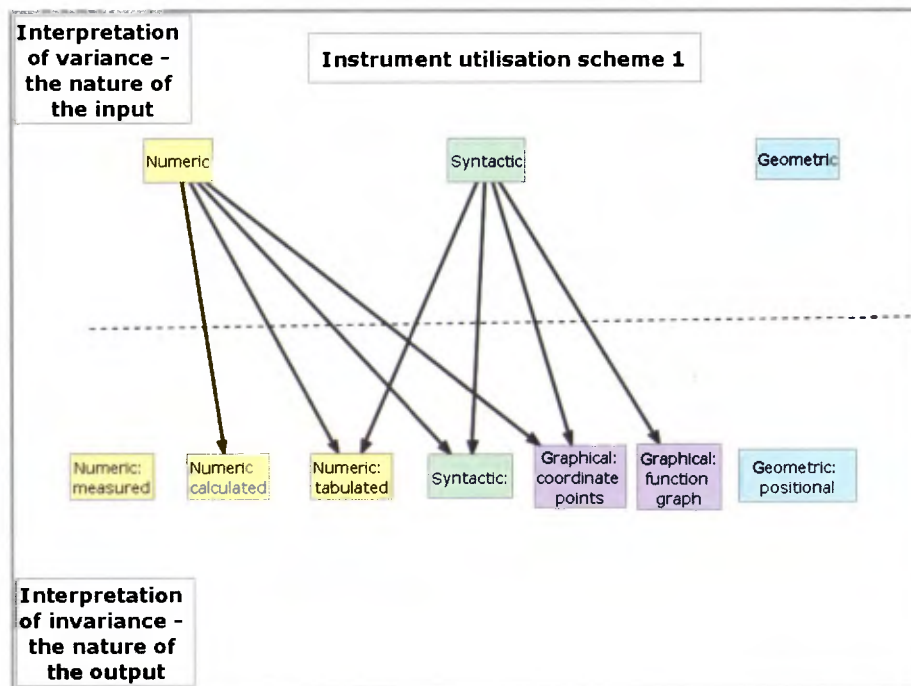 Interpretation
of variance -
the nature of
the input
Instrument utilisation scheme 1
Numeric
Syntactic
Geometric
Numeric:
measured
Numeric
calculated
Numeric:
tabulated
Syntactic:
Graphical:
coordinate
points
Graphical:
function
graph
Geometric:
positional
Interpretation
of invariance -
the nature of
the output